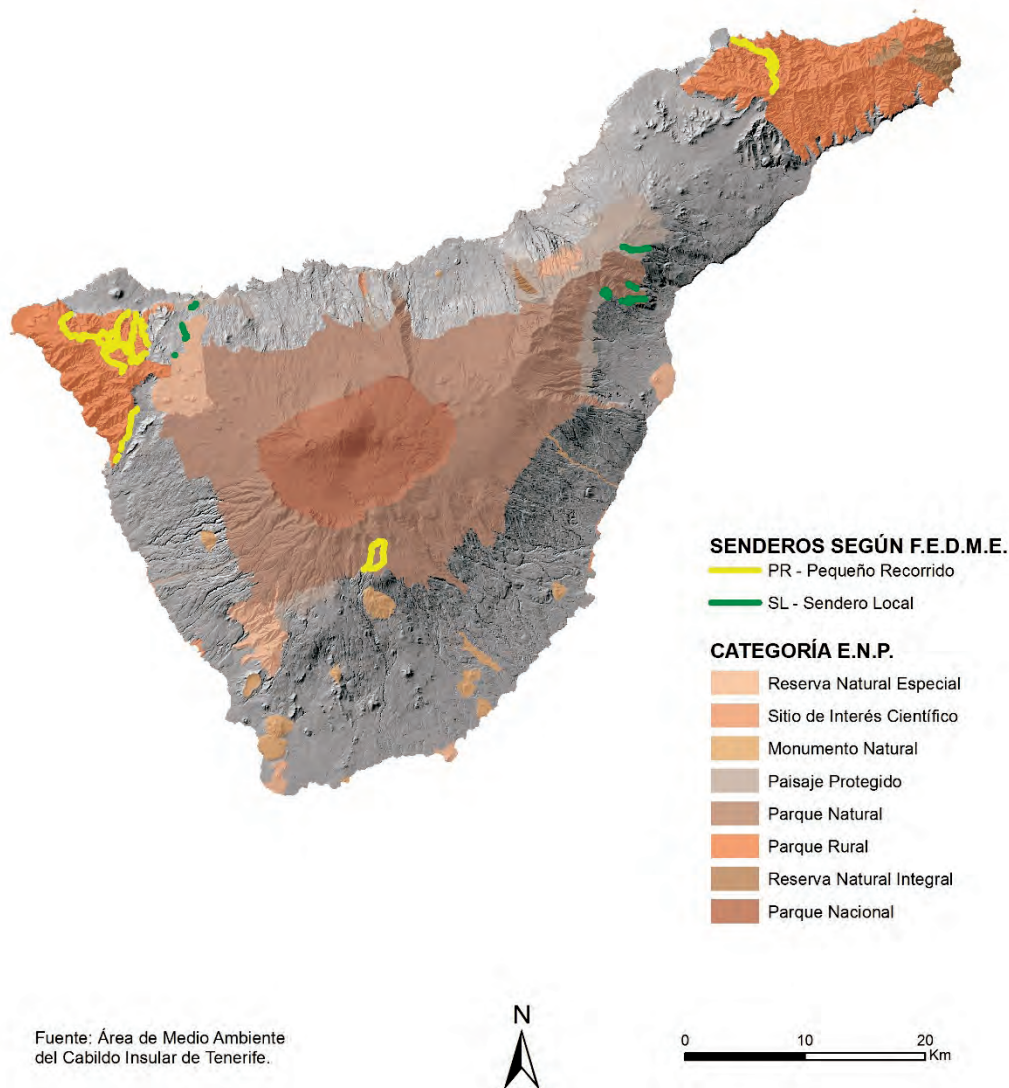 SENDEROS SEGÚN F.E.D.M.E.
PR - Pequeño Recorrido
SL - Sendero Local
CATEGORÍA E.N.P.
Reserva Natural Especial
Sitio de Interés Científico
Monumento Natural
Paisaje Protegido
Parque Natural
Parque Rural
Reserva Natural Integral
Parque Nacional
Fuente: Área de Medio Ambiente
del Cabildo Insular de Tenerife.
N
0 10 20
Km